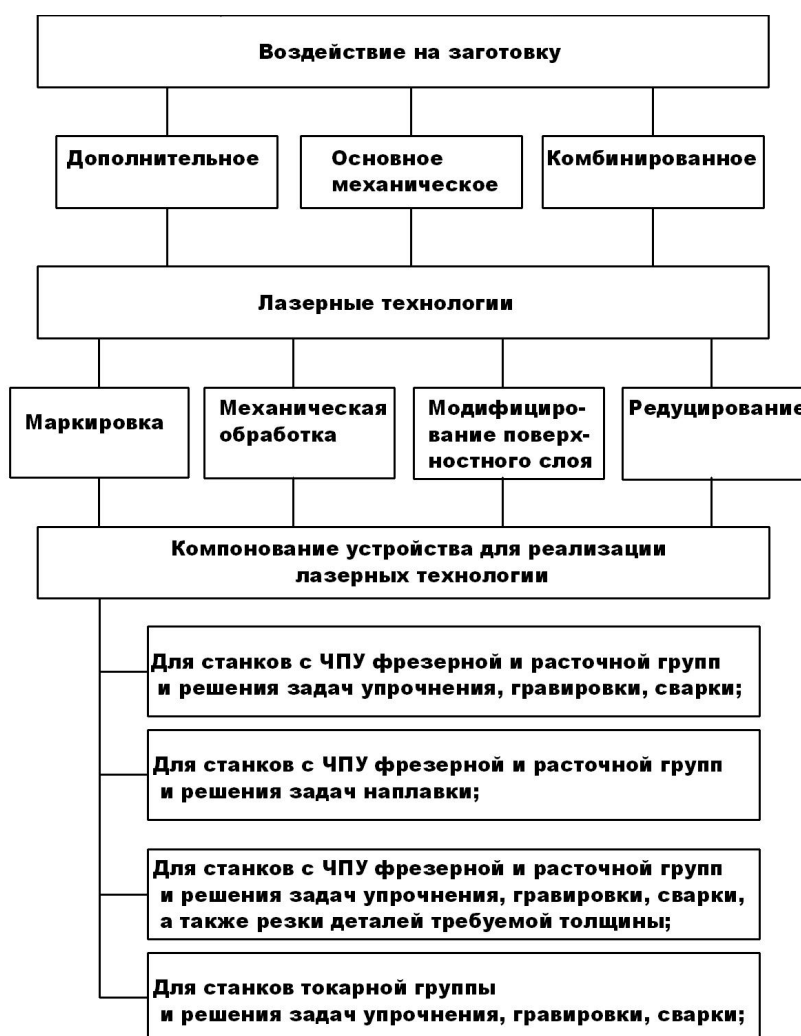 Воздействие на заготовку
Дополнительное
Основное
механическое
Комбинированное
Лазерные технологии
Маркировка
Механическая
обработка
Модифициро-
вание поверх-
ностного слоя
Редуцирование
Компонование устройства для реализации
лазерных технологии
Для станков с ЧПУ фрезерной и расточной групп
и решения задач упрочнения, гравировки, сварки;
Для станков с ЧПУ фрезерной и расточной групп
и решения задач наплавки;
Для станков с ЧПУ фрезерной и расточной групп
и решения задач упрочнения, гравировки, сварки,
а также резки деталей требуемой толщины;
Для станков токарной группы
и решения задач упрочнения, гравировки, сварки;